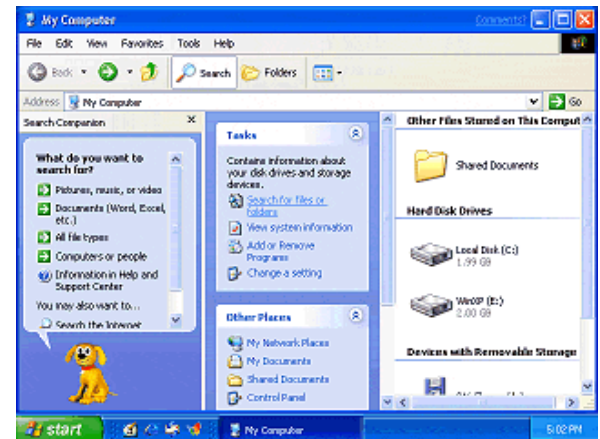 My Computer
Comments?
File Edit View Favorites Tools Help
Back
Search
Folders
Address My Computer
Go
Search Companion
What do you want to
search for?
Pictures, music, or video
Documents (Word, Excel,
etc.)
All file types
Computers or people
Information in Help and
Support Center
You may also want to...
Search the Internet
Tasks
Contains information about
your disk drives and storage
devices.
Search for files or
folders
View system information
Add or Remove
Programs
Change a setting
Other Places
My Network Places
My Documents
Shared Documents
Control Panel
Other Files Stored on This Comput
Shared Documents
Hard Disk Drives
Local Disk (C:)
1.99 GB
WinXP (E:)
2.00 GB
Devices with Removable Storage
start
My Computer
5:02 PM